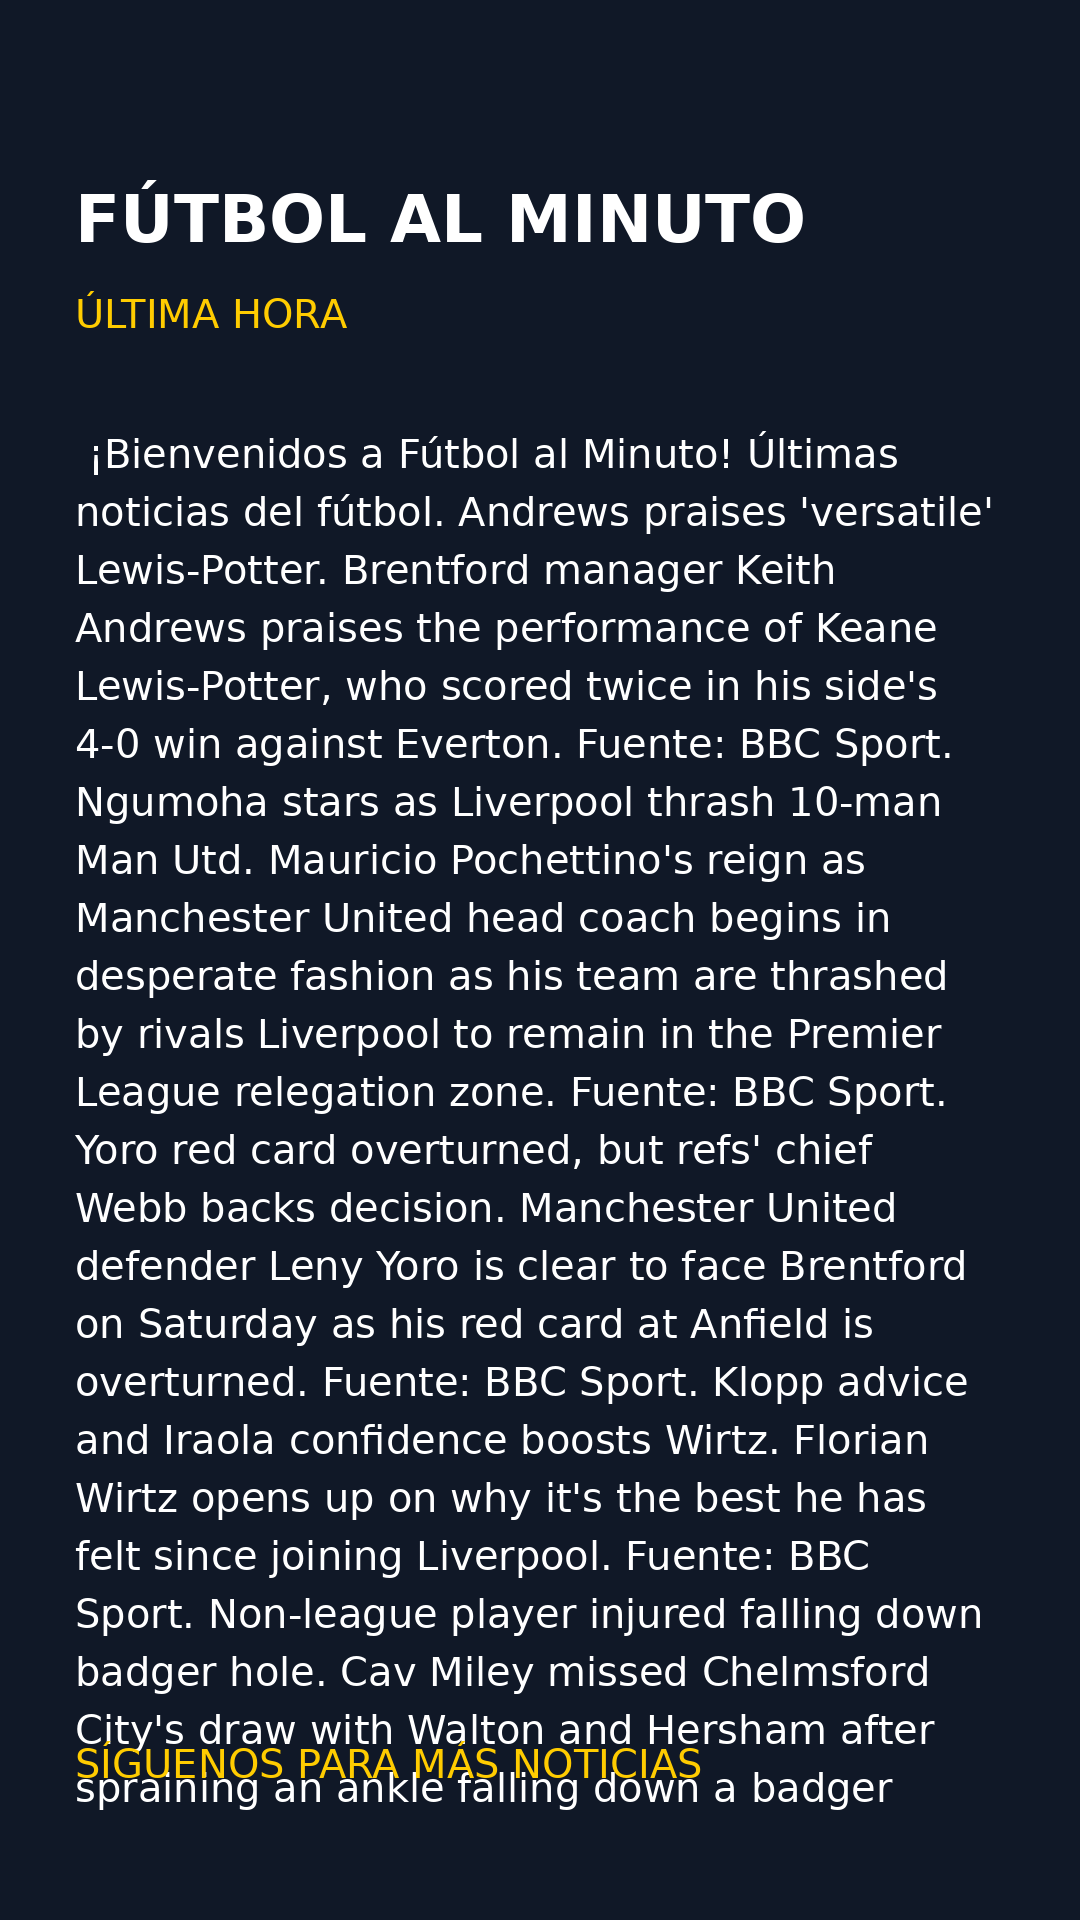 FÚTBOL AL MINUTO
ÚLTIMA HORA
¡Bienvenidos a Fútbol al Minuto! Últimas
noticias del fútbol. Andrews praises 'versatile'
Lewis-Potter. Brentford manager Keith
Andrews praises the performance of Keane
Lewis-Potter, who scored twice in his side's
4-0 win against Everton. Fuente: BBC Sport.
Ngumoha stars as Liverpool thrash 10-man
Man Utd. Mauricio Pochettino's reign as
Manchester United head coach begins in
desperate fashion as his team are thrashed
by rivals Liverpool to remain in the Premier
League relegation zone. Fuente: BBC Sport.
Yoro red card overturned, but refs' chief
Webb backs decision. Manchester United
defender Leny Yoro is clear to face Brentford
on Saturday as his red card at Anfield is
overturned. Fuente: BBC Sport. Klopp advice
and Iraola confidence boosts Wirtz. Florian
Wirtz opens up on why it's the best he has
felt since joining Liverpool. Fuente: BBC
Sport. Non-league player injured falling down
badger hole. Cav Miley missed Chelmsford
City's draw with Walton and Hersham after
SÍGUENOS PARA MÁS NOTICIAS
spraining an ankle falling down a badger